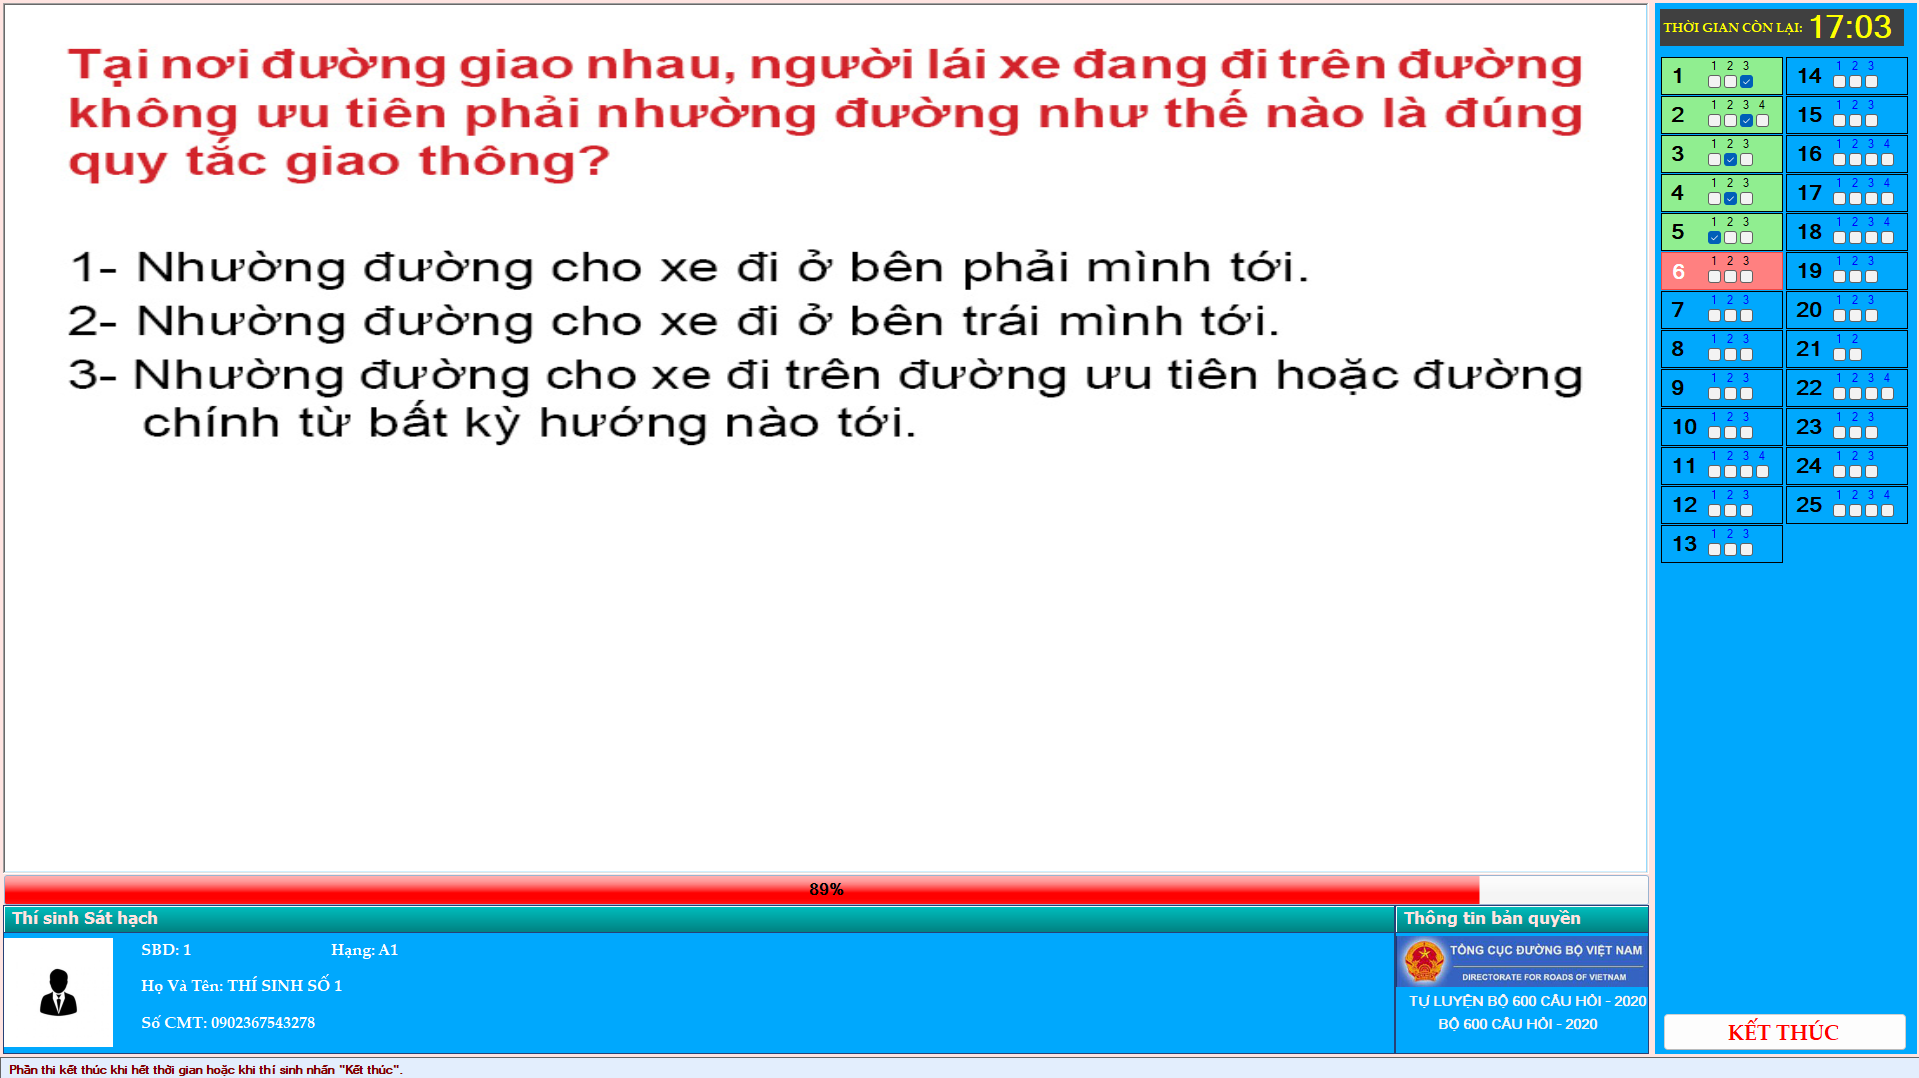 Tại nơi đường giao nhau, người lái xe đang đi trên đường
không ưu tiên phải nhường đường như thế nào là đúng
quy tắc giao thông?
1- Nhường đường cho xe đi ở bên phải mình tới.
2- Nhường đường cho xe đi ở bên trái mình tới.
3- Nhường đường cho xe đi trên đường ưu tiên hoặc đường
chính từ bất kỳ hướng nào tới.
89%
Thí sinh Sát hạch
SBD: 1 Hạng: A1
Họ Và Tên: THÍ SINH SỐ 1
Số CMT: 0902367543278
Thông tin bản quyền
TỔNG CỤC ĐƯỜNG BỘ VIỆT NAM
DIRECTORATE FOR ROADS OF VIETNAM
TỰ LUYỆN BỘ 600 CÂU HỎI - 2020
BỘ 600 CÂU HỎI - 2020
Phần thi kết thúc khi hết thời gian hoặc khi thí sinh nhấn "Kết thúc".
THỜI GIAN CÒN LẠI: 17:03
1 1 2 3
2 1 2 3 4
3 1 2 3
4 1 2 3
5 1 2 3
6 1 2 3
7 1 2 3
8 1 2 3
9 1 2 3
10 1 2 3
11 1 2 3 4
12 1 2 3
13 1 2 3
14 1 2 3
15 1 2 3
16 1 2 3 4
17 1 2 3 4
18 1 2 3 4
19 1 2 3
20 1 2 3
21 1 2
22 1 2 3 4
23 1 2 3
24 1 2 3
25 1 2 3 4
KẾT THÚC